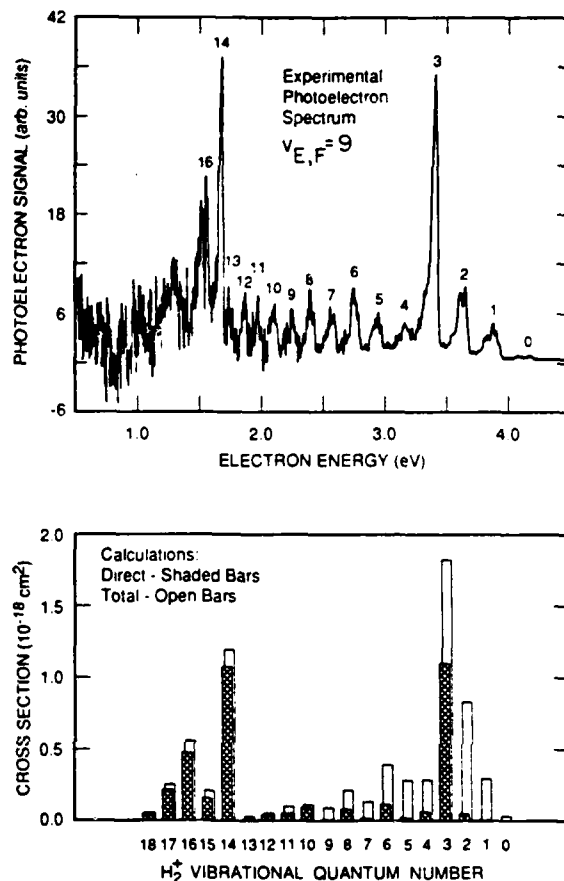 42
30
18
6
-6
PHOTOELECTRON SIGNAL (arb. units)
14
16
13
12
11
10
9
8
7
6
5
4
3
2
1
0
Experimental
Photoelectron
Spectrum
vE,F = 9
1.0 2.0 3.0 4.0
ELECTRON ENERGY (eV)
2.0
1.5
1.0
0.5
0.0
CROSS SECTION (10-18 cm2)
Calculations:
Direct - Shaded Bars
Total - Open Bars
18 17 16 15 14 13 12 11 10 9 8 7 6 5 4 3 2 1 0
H2+ VIBRATIONAL QUANTUM NUMBER